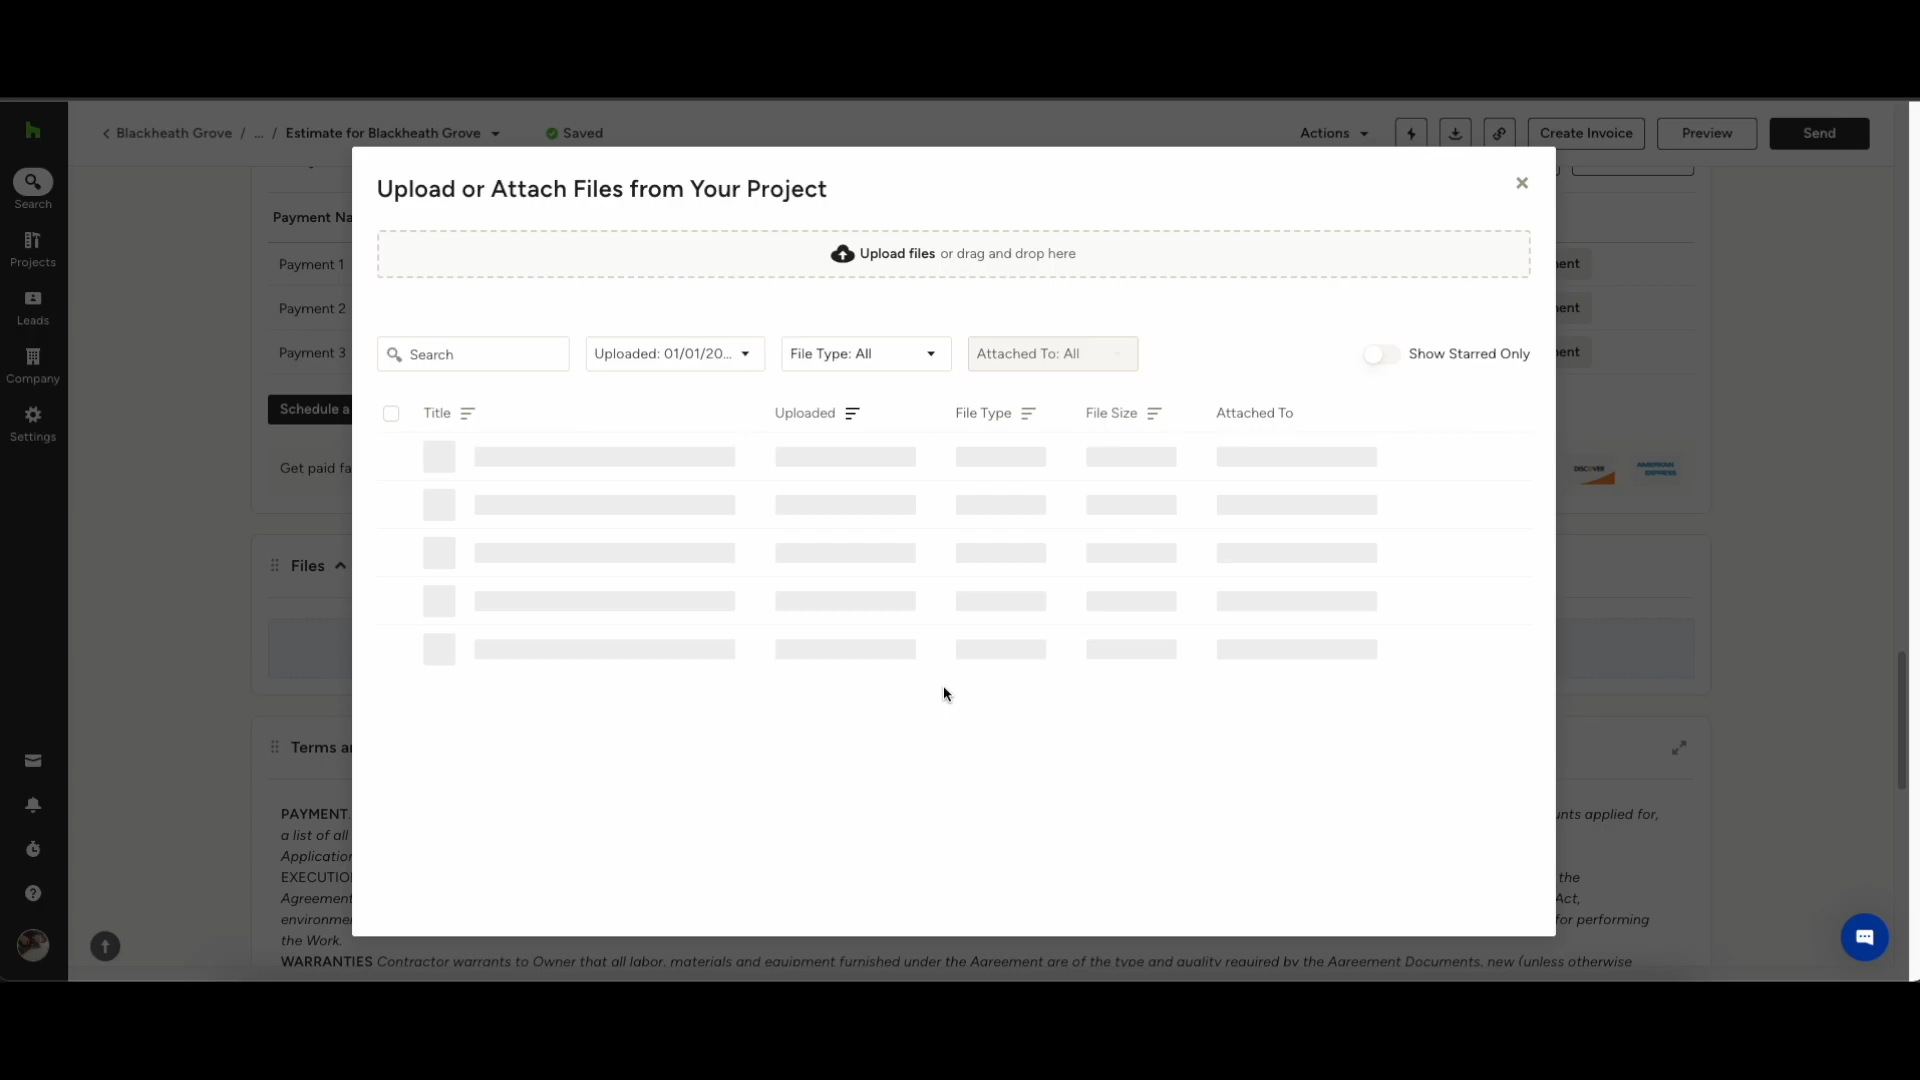 Blackheath Grove / ... / Estimate for Blackheath Grove
Saved
Actions
Create Invoice
Preview
Send
Search
Projects
Leads
Company
Settings
Upload or Attach Files from Your Project
Upload files or drag and drop here
Search
Uploaded: 01/01/20...
File Type: All
Attached To: All
Show Starred Only
Title
Uploaded
File Type
File Size
Attached To
Payment Na
Payment 1
Payment 2
Payment 3
Schedule a
Get paid fa
DISCOVER
AMERICAN EXPRESS
Files
Terms a
PAYMENT.
unts applied for,
a list of all
Application
EXECUTIO
the
Agreement
Act,
environme
for performing
the Work.
WARRANTIES Contractor warrants to Owner that all labor, materials and equipment furnished under the Agreement are of the type and quality required by the Agreement Documents, new (unless otherwise